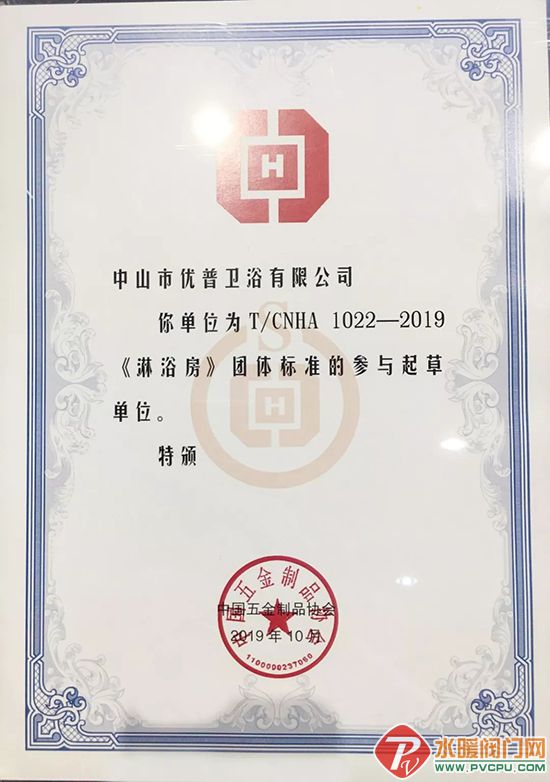 H
中山市优普卫浴有限公司
你单位为T/CNHA 1022—2019
《淋浴房》团体标准的参与起草
单位。
特颁
S
H
中国五金制品协会
中国五金制品协会
2019年10月
1100000237060
PV
水暖阀门网
WWW.PVCPU.COM